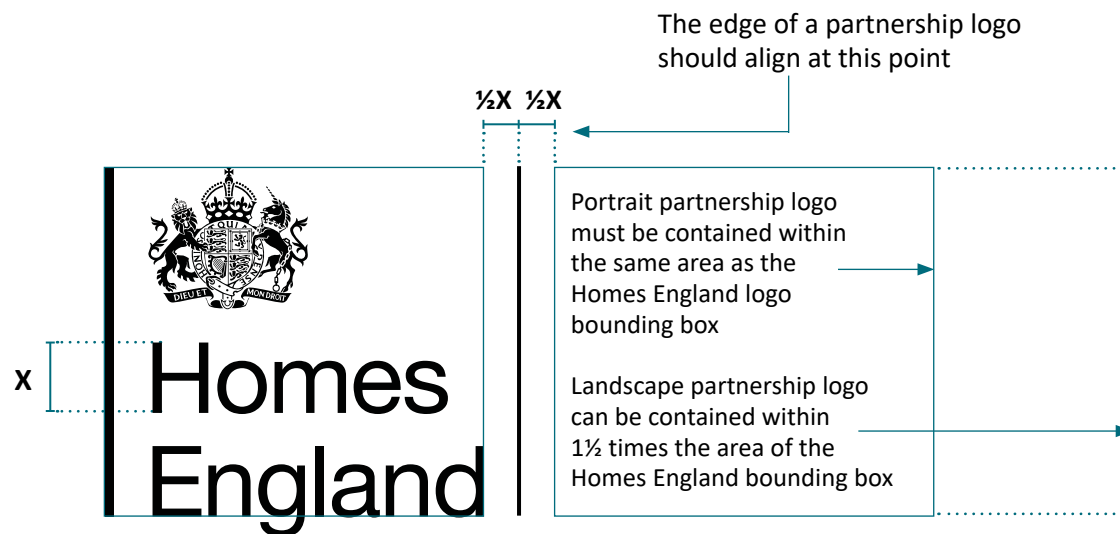 The edge of a partnership logo
should align at this point
½X ½X
DIEU ET MON DROIT
Portrait partnership logo
must be contained within
the same area as the
Homes England logo
bounding box
X
Homes
England
Landscape partnership logo
can be contained within
1½ times the area of the
Homes England bounding box